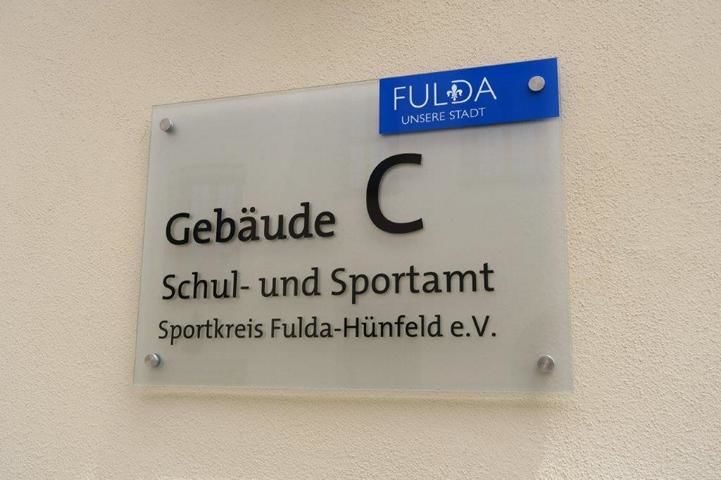 FULDA
UNSERE STADT
Gebäude C
Schul- und Sportamt
Sportkreis Fulda-Hünfeld e.V.